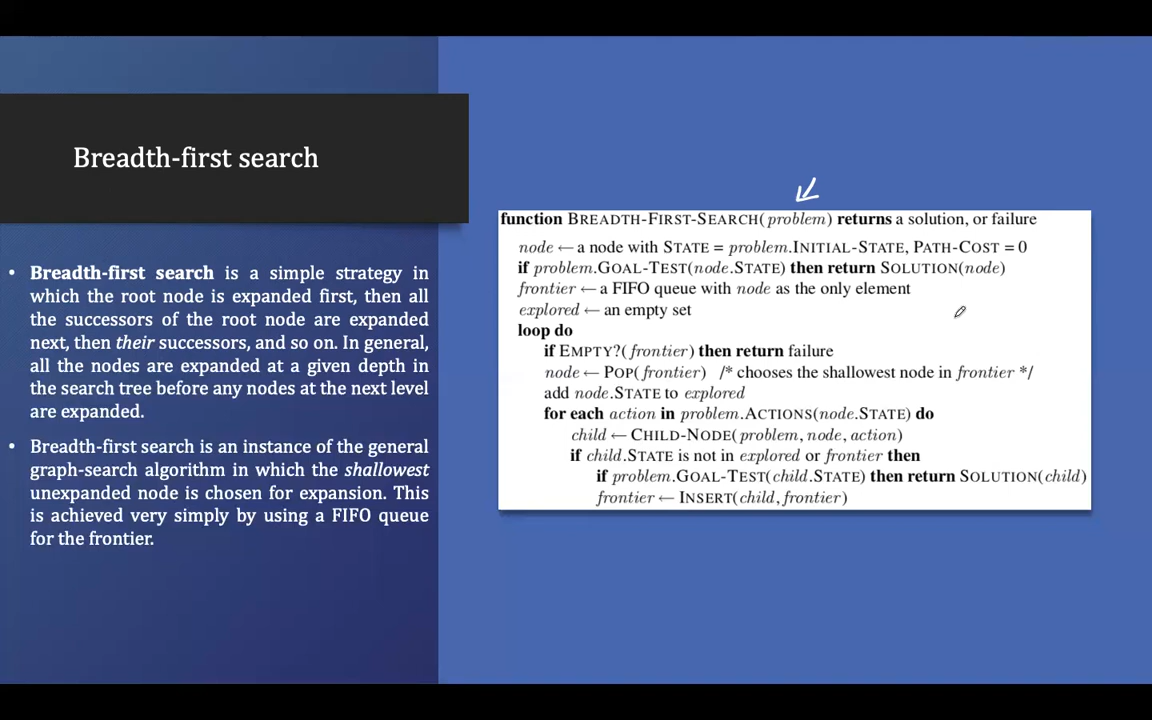 Breadth-first search
• Breadth-first search is a simple strategy in
which the root node is expanded first, then all
the successors of the root node are expanded
next, then their successors, and so on. In general,
all the nodes are expanded at a given depth in
the search tree before any nodes at the next level
are expanded.
• Breadth-first search is an instance of the general
graph-search algorithm in which the shallowest
unexpanded node is chosen for expansion. This
is achieved very simply by using a FIFO queue
for the frontier.
function BREADTH-FIRST-SEARCH(problem) returns a solution, or failure
node ← a node with STATE = problem.INITIAL-STATE, PATH-COST = 0
if problem.GOAL-TEST(node.STATE) then return SOLUTION(node)
frontier ← a FIFO queue with node as the only element
explored ← an empty set
loop do
if EMPTY?(frontier) then return failure
node ← POP(frontier) /* chooses the shallowest node in frontier */
add node.STATE to explored
for each action in problem.ACTIONS(node.STATE) do
child ← CHILD-NODE(problem, node, action)
if child.STATE is not in explored or frontier then
if problem.GOAL-TEST(child.STATE) then return SOLUTION(child)
frontier ← INSERT(child, frontier)